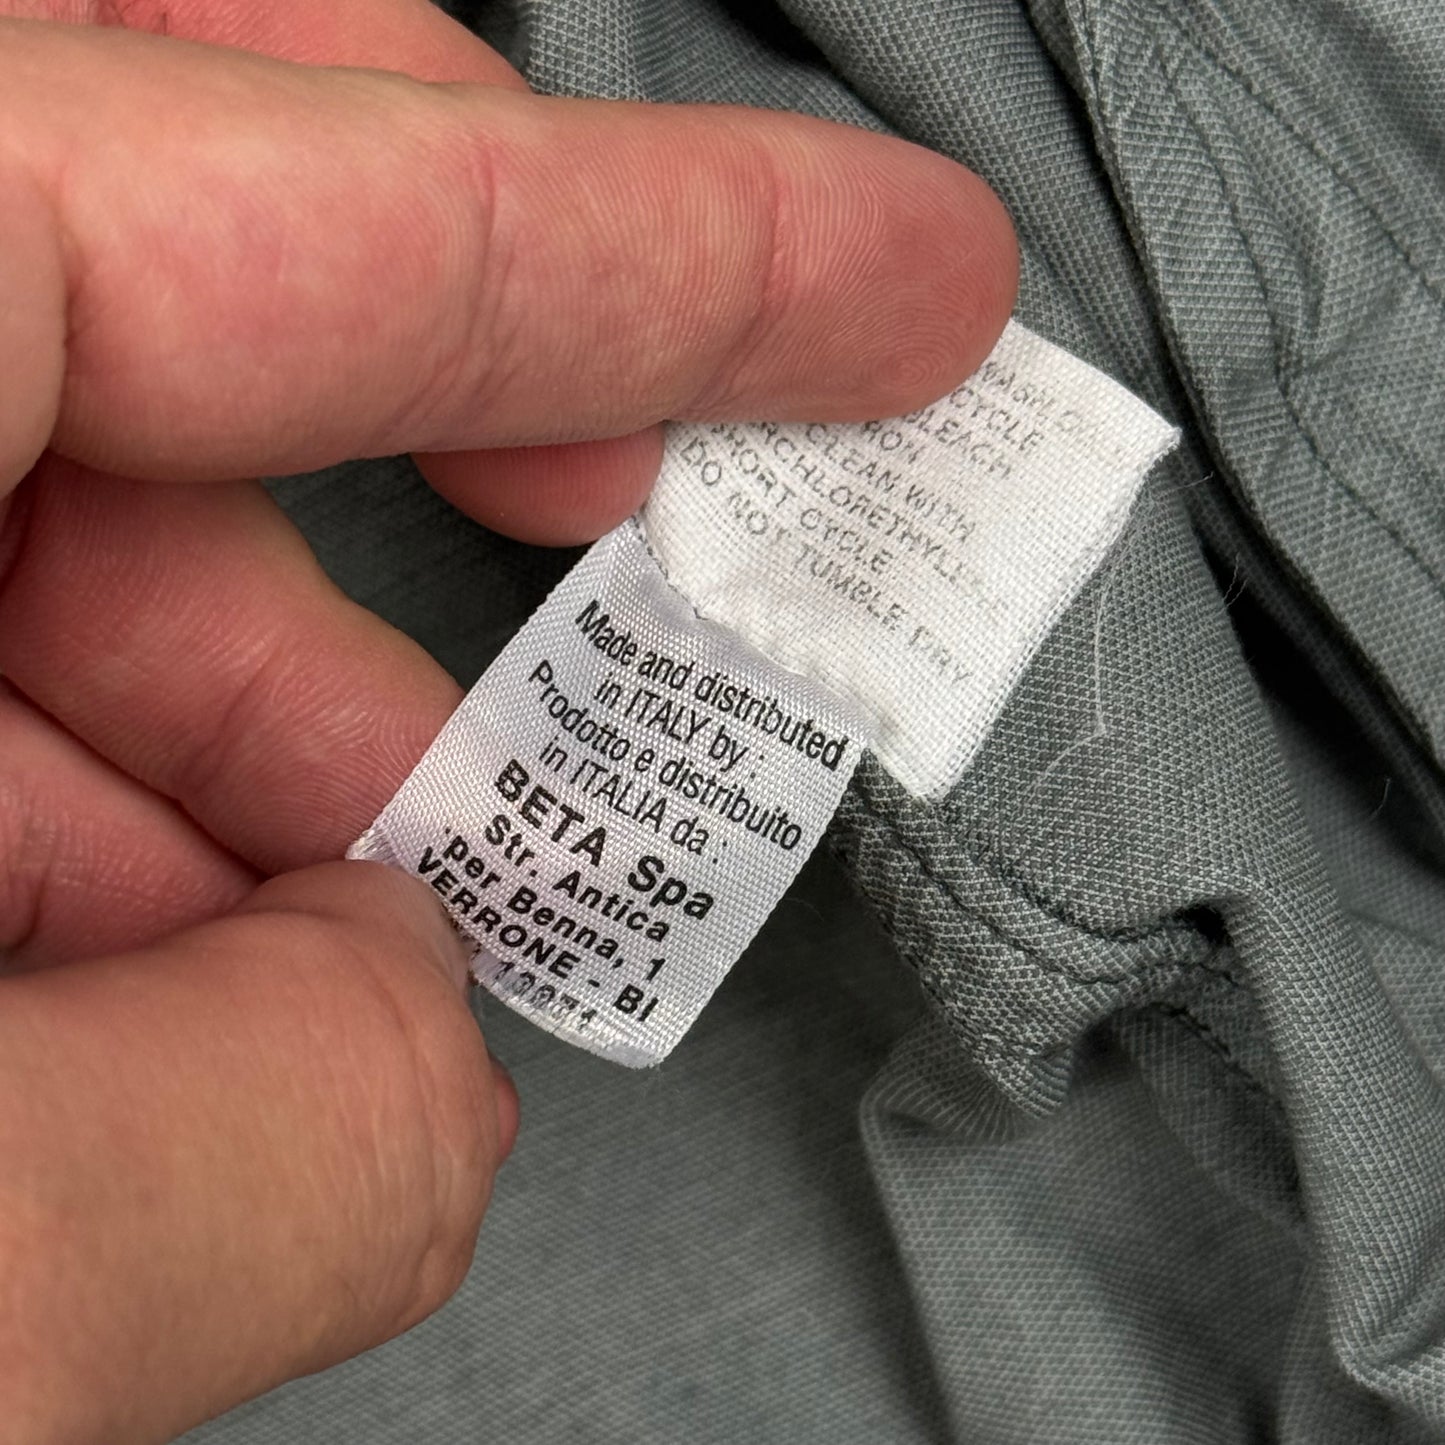 CYCLE
BLEACH
CLEAN WITH
SHORT CYCLE
DO NOT TUMBLE DRY
Made and distributed
in ITALY by :
Prodotto e distribuito
in ITALIA da :
BETA Spa
Str. Antica
per Benna, 1
VERRONE - BI